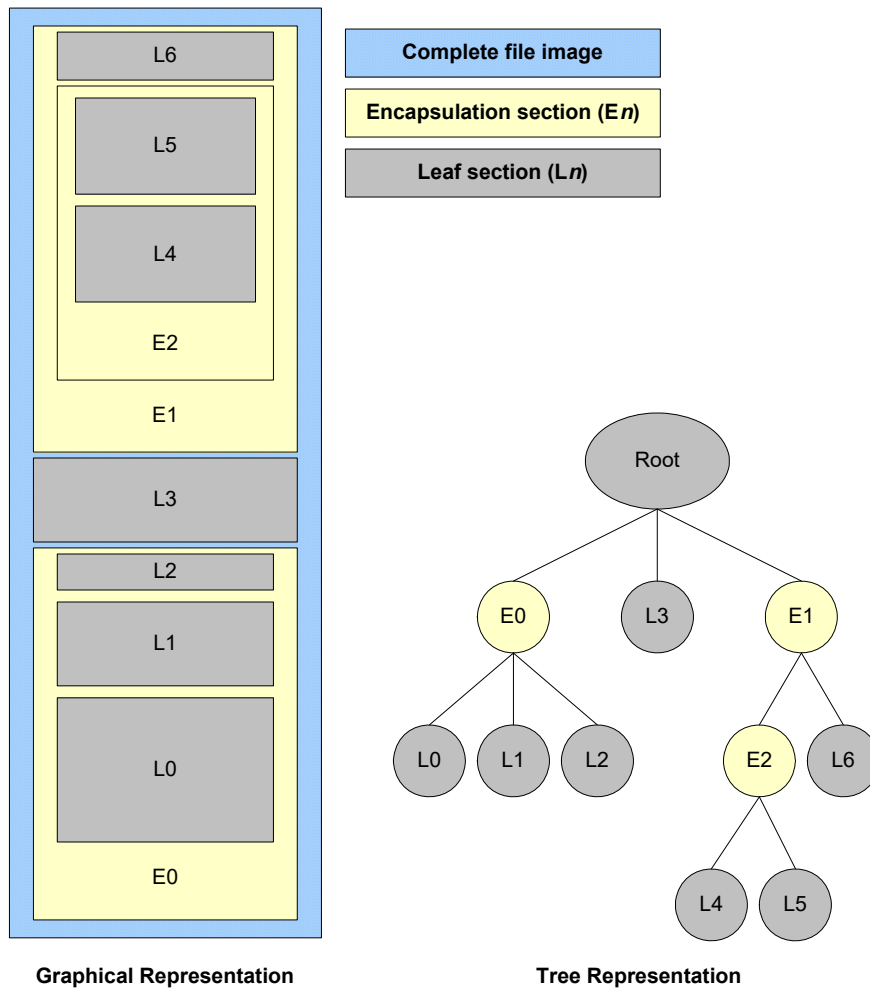 L6
L5
L4
E2
E1
L3
L2
L1
L0
E0
Complete file image
Encapsulation section (En)
Leaf section (Ln)
Root
E0
L3
E1
L0
L1
L2
E2
L6
L4
L5
Graphical Representation
Tree Representation